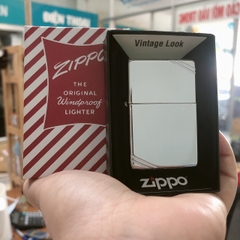 ĐIỆN THOẠI
ZIPPO
THE
ORIGINAL
Windproof
LIGHTER
Vintage Look
zippo